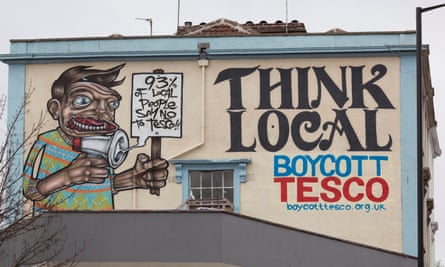 93%
OF
LOCAL
PEOPLE
SAY NO
TO
TESCO!!
THINK
LOCAL
BOYCOTT
TESCO
boycotttesco.org.uk